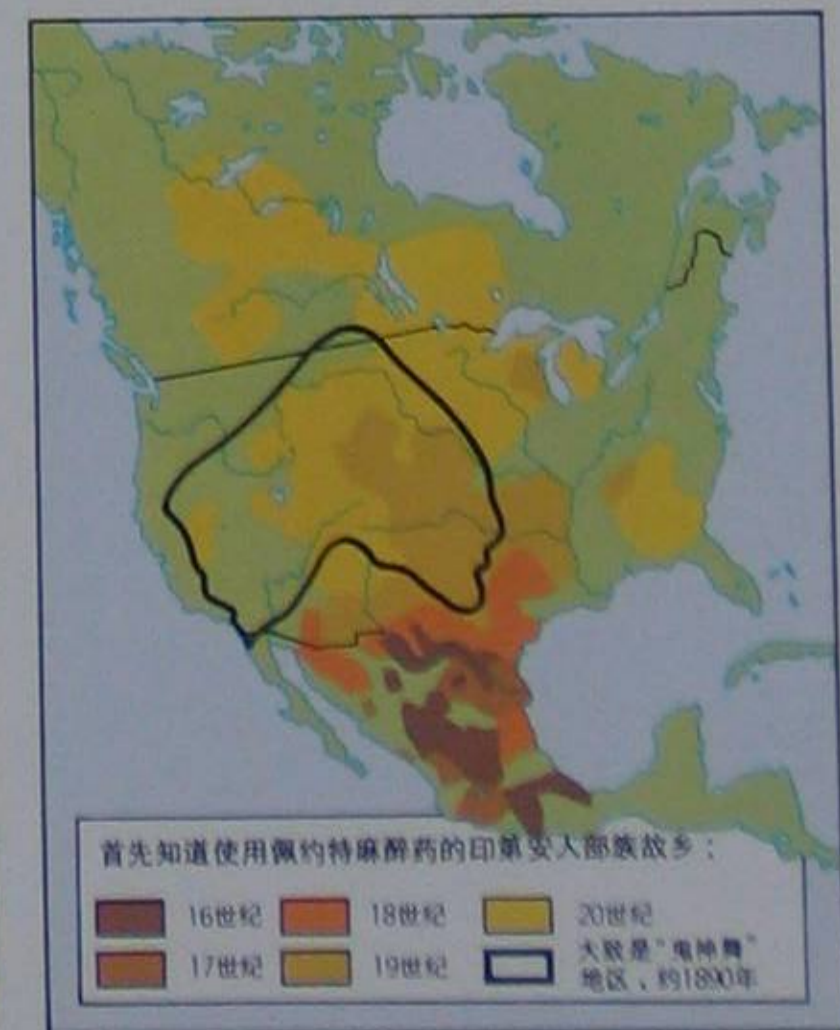 首先知道使用佩约特麻醉药的印第安人部族故乡：
16世纪
18世纪
20世纪
17世纪
19世纪
大致是“鬼神舞”
地区，约1890年